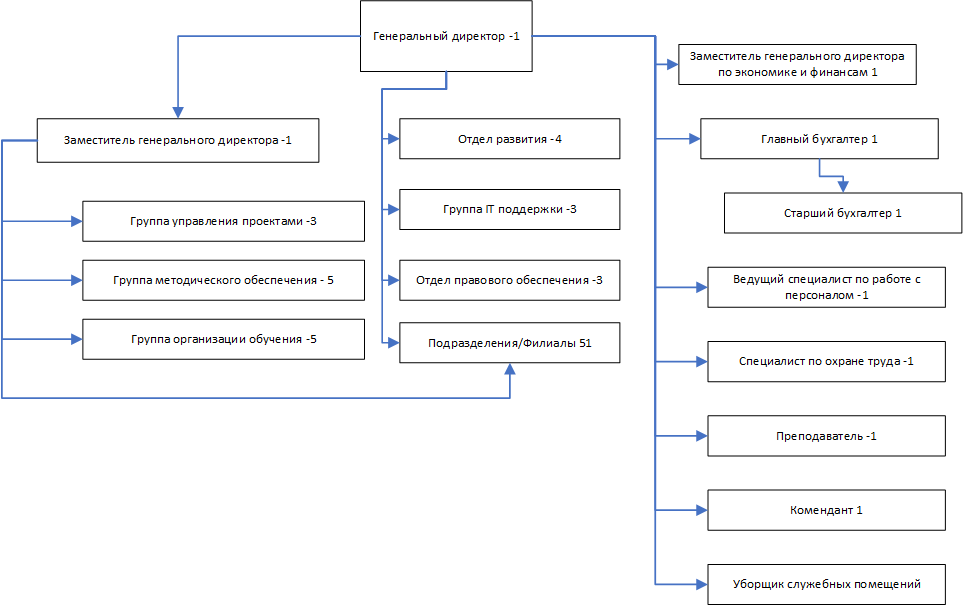 Генеральный директор -1
Заместитель генерального директора
по экономике и финансам 1
Заместитель генерального директора -1
Отдел развития -4
Главный бухгалтер 1
Группа управления проектами -3
Группа IT поддержки -3
Старший бухгалтер 1
Группа методического обеспечения - 5
Отдел правового обеспечения -3
Ведущий специалист по работе с
персоналом -1
Группа организации обучения -5
Подразделения/Филиалы 51
Специалист по охране труда -1
Преподаватель -1
Комендант 1
Уборщик служебных помещений